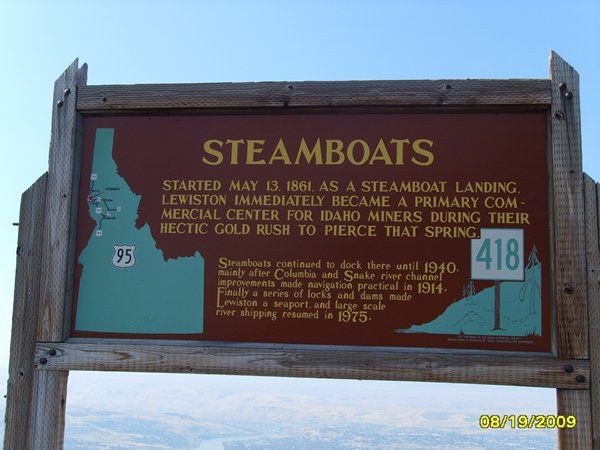 STEAMBOATS
STARTED MAY 13, 1861, AS A STEAMBOAT LANDING,
LEWISTON IMMEDIATELY BECAME A PRIMARY COM-
MERCIAL CENTER FOR IDAHO MINERS DURING THEIR
HECTIC GOLD RUSH TO PIERCE THAT SPRING.
418
95
Steamboats continued to dock there until 1940,
mainly after Columbia and Snake river channel
improvements made navigation practical in 1914.
Finally a series of locks and dams made
Lewiston a seaport, and large scale
river shipping resumed in 1975.
08/19/2009